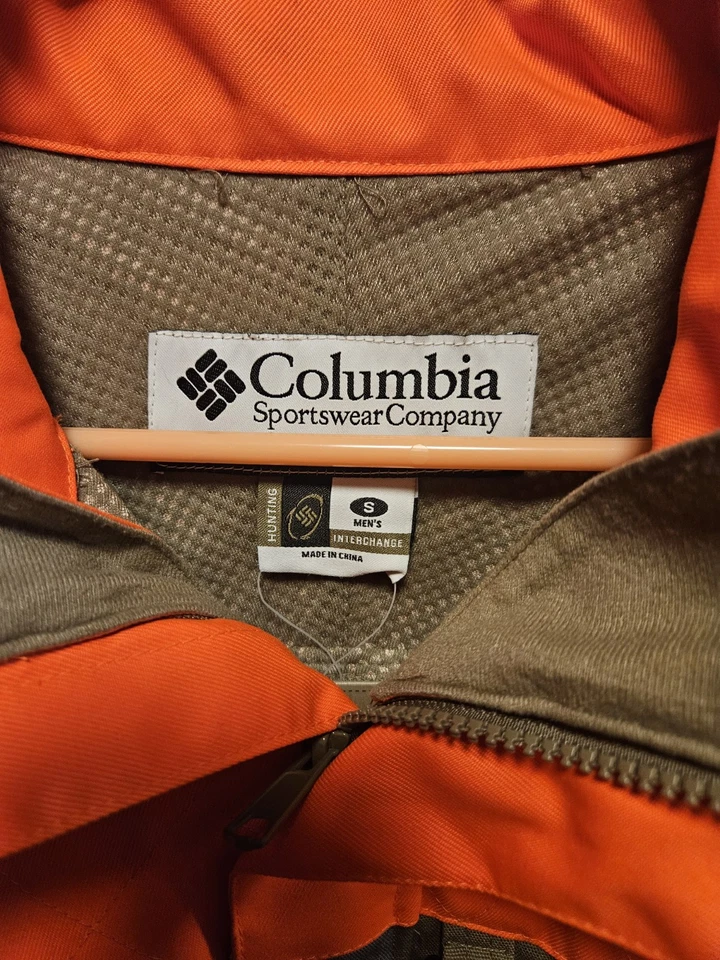 Columbia
Sportswear Company
HUNTING
S
MEN'S
INTERCHANGE
MADE IN CHINA